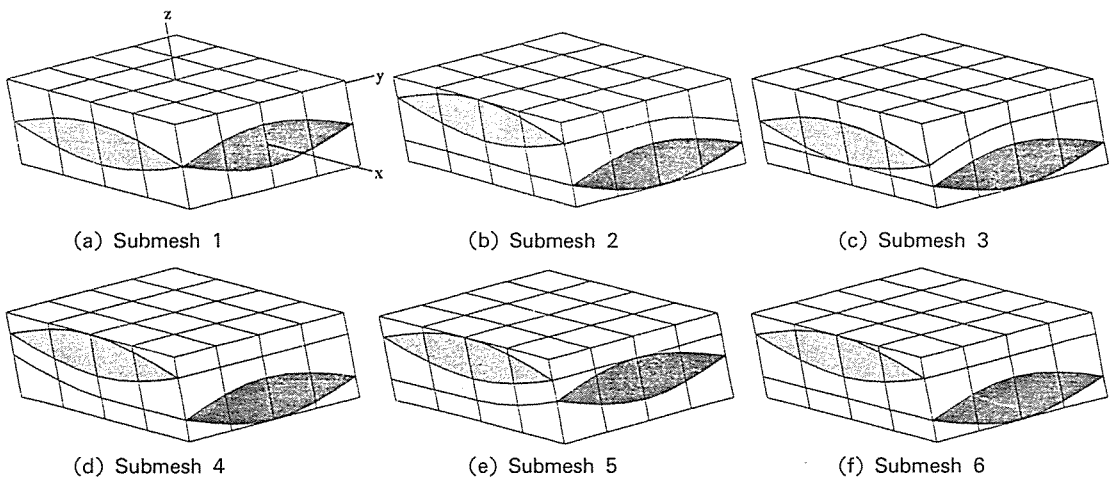 z
y
x
(a) Submesh 1
(b) Submesh 2
(c) Submesh 3
(d) Submesh 4
(e) Submesh 5
(f) Submesh 6